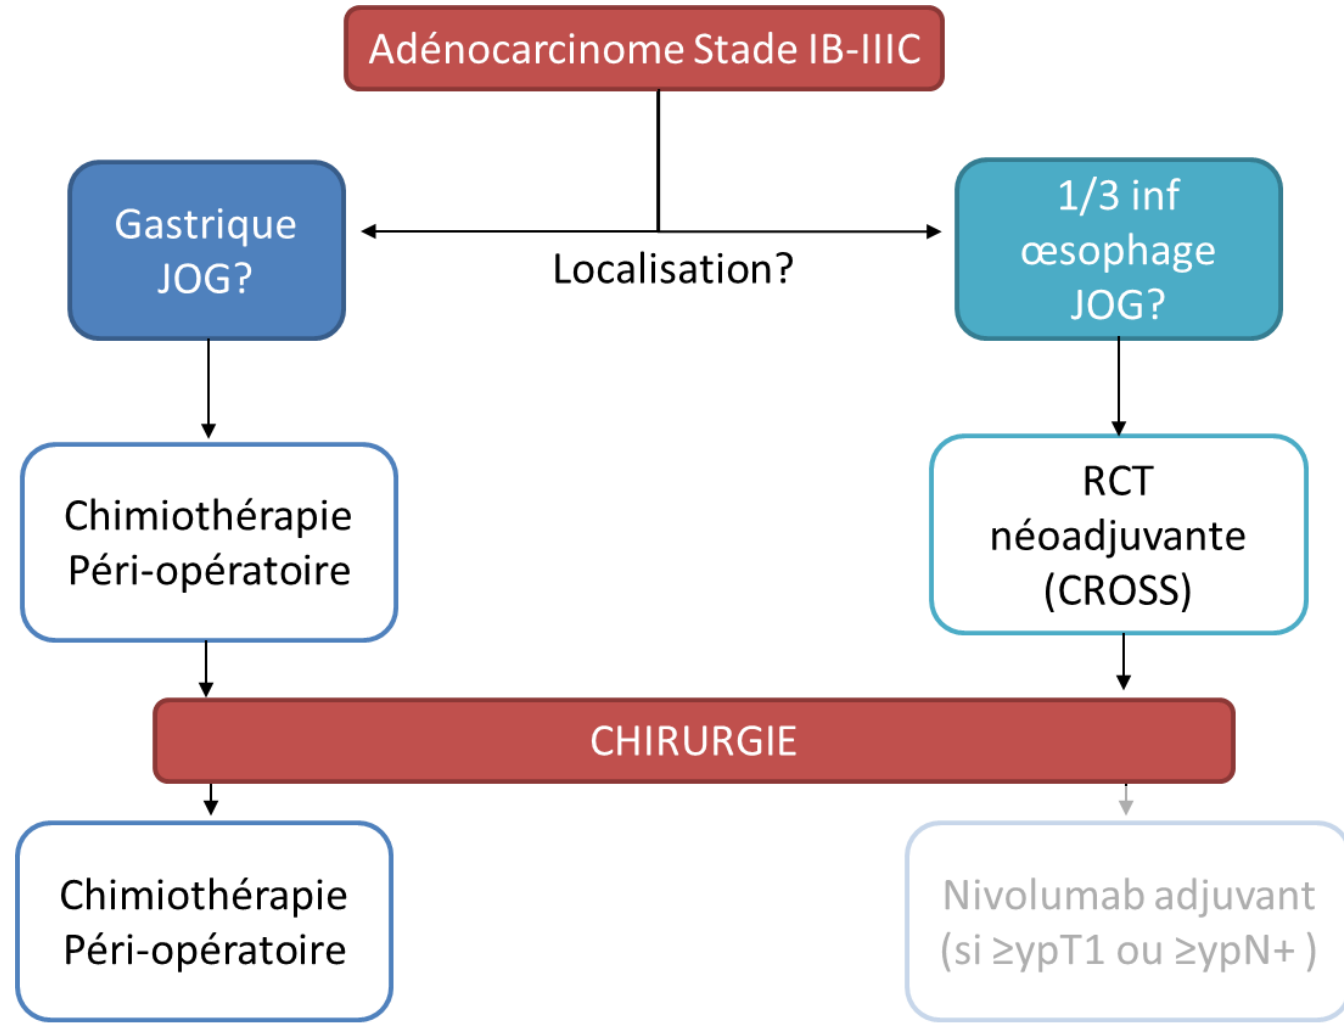 Adénocarcinome Stade IB-IIIC
Gastrique
JOG?
Localisation?
1/3 inf
œsophage
JOG?
Chimiothérapie
Péri-opératoire
RCT
néoadjuvante
(CROSS)
CHIRURGIE
Chimiothérapie
Péri-opératoire
Nivolumab adjuvant
(si ≥ypT1 ou ≥ypN+ )